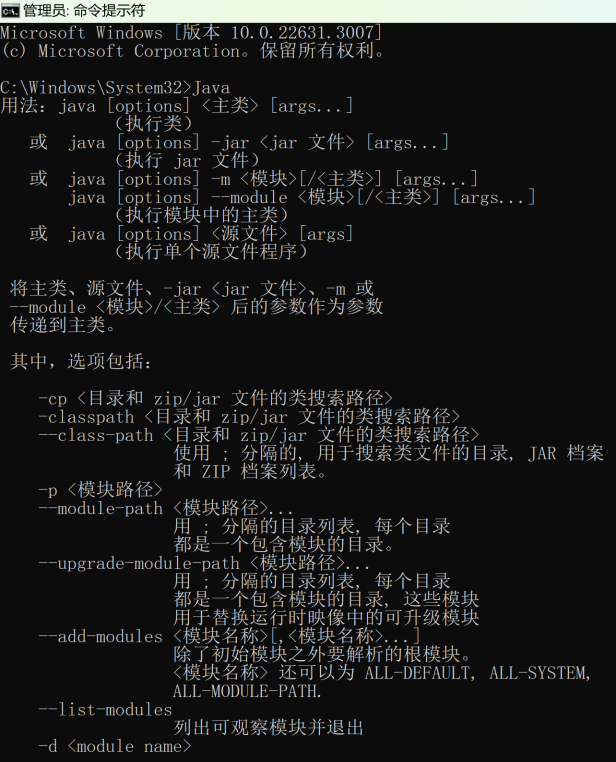 管理员: 命令提示符
Microsoft Windows [版本 10.0.22631.3007]
(c) Microsoft Corporation。保留所有权利。
C:\Windows\System32>Java
用法: java [options] <主类> [args...]
(执行类)
或 java [options] -jar <jar 文件> [args...]
(执行 jar 文件)
或 java [options] -m <模块>[/<主类>] [args...]
java [options] --module <模块>[/<主类>] [args...]
(执行模块中的主类)
或 java [options] <源文件> [args]
(执行单个源文件程序)
将主类、源文件、-jar <jar 文件>、-m 或
--module <模块>/<主类> 后的参数作为参数
传递到主类。
其中, 选项包括:
-cp <目录和 zip/jar 文件的类搜索路径>
-classpath <目录和 zip/jar 文件的类搜索路径>
--class-path <目录和 zip/jar 文件的类搜索路径>
使用 ; 分隔的, 用于搜索类文件的目录, JAR 档案
和 ZIP 档案列表。
-p <模块路径>
--module-path <模块路径>...
用 ; 分隔的目录列表, 每个目录
都是一个包含模块的目录。
--upgrade-module-path <模块路径>...
用 ; 分隔的目录列表, 每个目录
都是一个包含模块的目录, 这些模块
用于替换运行时映像中的可升级模块
--add-modules <模块名称>[,<模块名称>...]
除了初始模块之外要解析的根模块。
<模块名称> 还可以为 ALL-DEFAULT, ALL-SYSTEM,
ALL-MODULE-PATH.
--list-modules
列出可观察模块并退出
-d <module name>